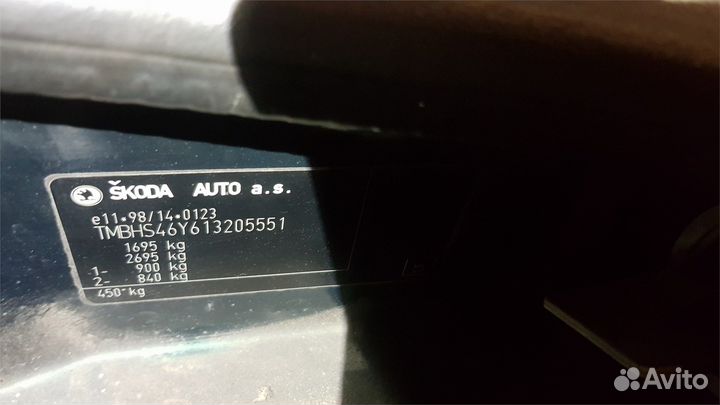 ŠKODA AUTO a.s.
e11*98/14*0123
TMBHS46Y613205551
1695 kg
2695 kg
1- 900 kg
2- 840 kg
450 kg
Avito